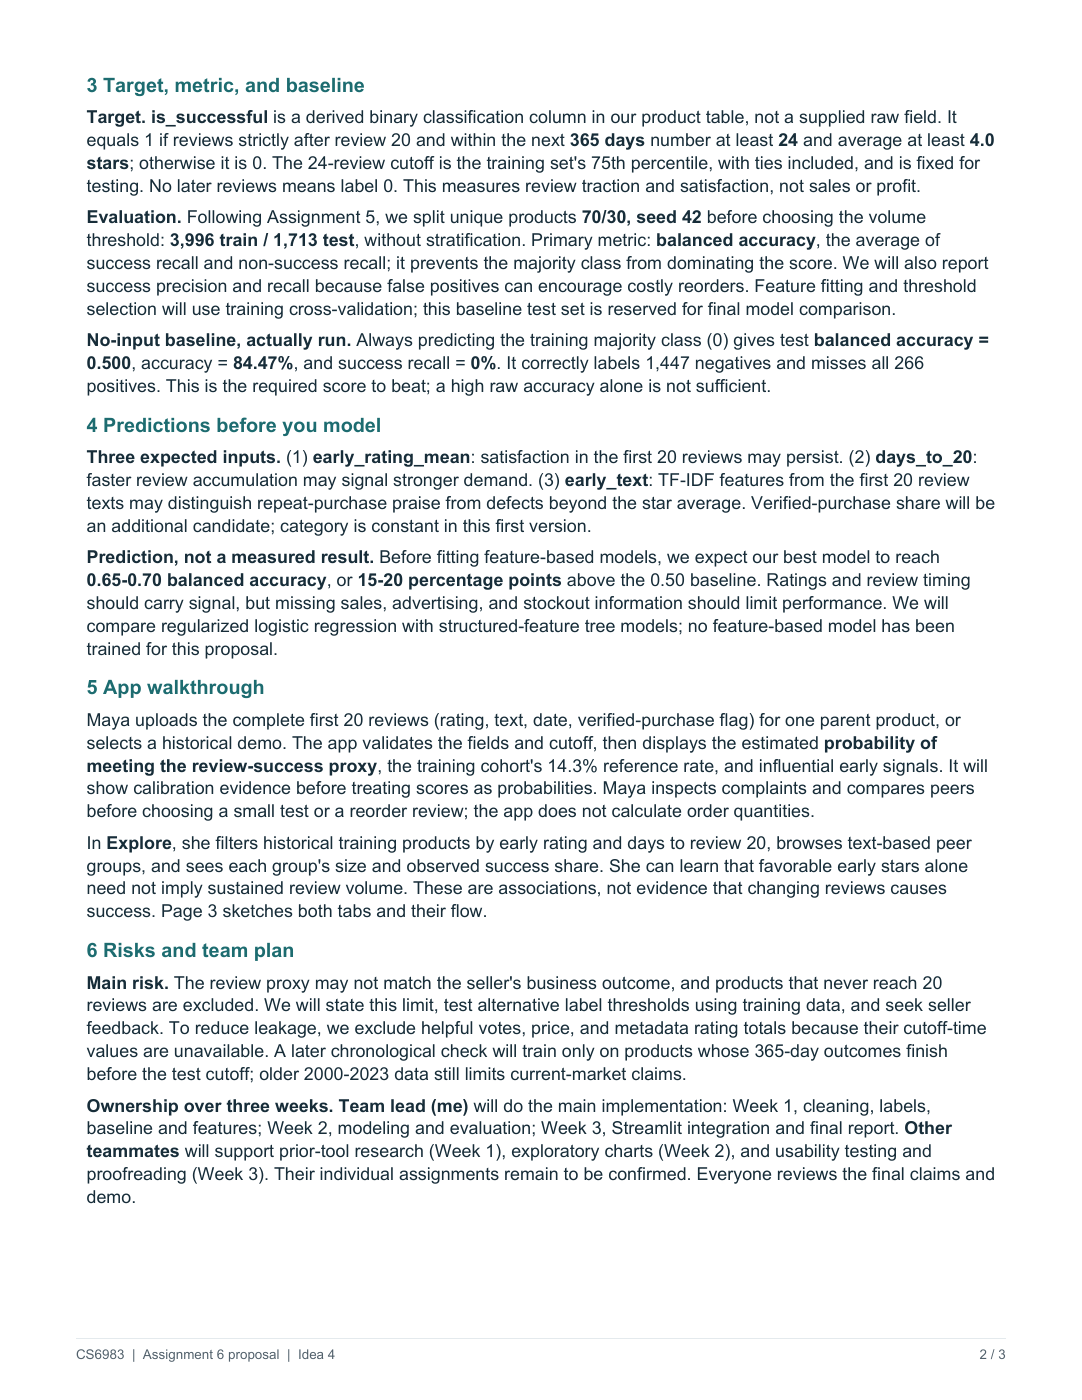 3 Target, metric, and baseline
Target. is_successful is a derived binary classification column in our product table, not a supplied raw field. It
equals 1 if reviews strictly after review 20 and within the next 365 days number at least 24 and average at least 4.0
stars; otherwise it is 0. The 24-review cutoff is the training set's 75th percentile, with ties included, and is fixed for
testing. No later reviews means label 0. This measures review traction and satisfaction, not sales or profit.
Evaluation. Following Assignment 5, we split unique products 70/30, seed 42 before choosing the volume
threshold: 3,996 train / 1,713 test, without stratification. Primary metric: balanced accuracy, the average of
success recall and non-success recall; it prevents the majority class from dominating the score. We will also report
success precision and recall because false positives can encourage costly reorders. Feature fitting and threshold
selection will use training cross-validation; this baseline test set is reserved for final model comparison.
No-input baseline, actually run. Always predicting the training majority class (0) gives test balanced accuracy =
0.500, accuracy = 84.47%, and success recall = 0%. It correctly labels 1,447 negatives and misses all 266
positives. This is the required score to beat; a high raw accuracy alone is not sufficient.
4 Predictions before you model
Three expected inputs. (1) early_rating_mean: satisfaction in the first 20 reviews may persist. (2) days_to_20:
faster review accumulation may signal stronger demand. (3) early_text: TF-IDF features from the first 20 review
texts may distinguish repeat-purchase praise from defects beyond the star average. Verified-purchase share will be
an additional candidate; category is constant in this first version.
Prediction, not a measured result. Before fitting feature-based models, we expect our best model to reach
0.65-0.70 balanced accuracy, or 15-20 percentage points above the 0.50 baseline. Ratings and review timing
should carry signal, but missing sales, advertising, and stockout information should limit performance. We will
compare regularized logistic regression with structured-feature tree models; no feature-based model has been
trained for this proposal.
5 App walkthrough
Maya uploads the complete first 20 reviews (rating, text, date, verified-purchase flag) for one parent product, or
selects a historical demo. The app validates the fields and cutoff, then displays the estimated probability of
meeting the review-success proxy, the training cohort's 14.3% reference rate, and influential early signals. It will
show calibration evidence before treating scores as probabilities. Maya inspects complaints and compares peers
before choosing a small test or a reorder review; the app does not calculate order quantities.
In Explore, she filters historical training products by early rating and days to review 20, browses text-based peer
groups, and sees each group's size and observed success share. She can learn that favorable early stars alone
need not imply sustained review volume. These are associations, not evidence that changing reviews causes
success. Page 3 sketches both tabs and their flow.
6 Risks and team plan
Main risk. The review proxy may not match the seller's business outcome, and products that never reach 20
reviews are excluded. We will state this limit, test alternative label thresholds using training data, and seek seller
feedback. To reduce leakage, we exclude helpful votes, price, and metadata rating totals because their cutoff-time
values are unavailable. A later chronological check will train only on products whose 365-day outcomes finish
before the test cutoff; older 2000-2023 data still limits current-market claims.
Ownership over three weeks. Team lead (me) will do the main implementation: Week 1, cleaning, labels,
baseline and features; Week 2, modeling and evaluation; Week 3, Streamlit integration and final report. Other
teammates will support prior-tool research (Week 1), exploratory charts (Week 2), and usability testing and
proofreading (Week 3). Their individual assignments remain to be confirmed. Everyone reviews the final claims and
demo.
CS6983 | Assignment 6 proposal | Idea 4
2 / 3